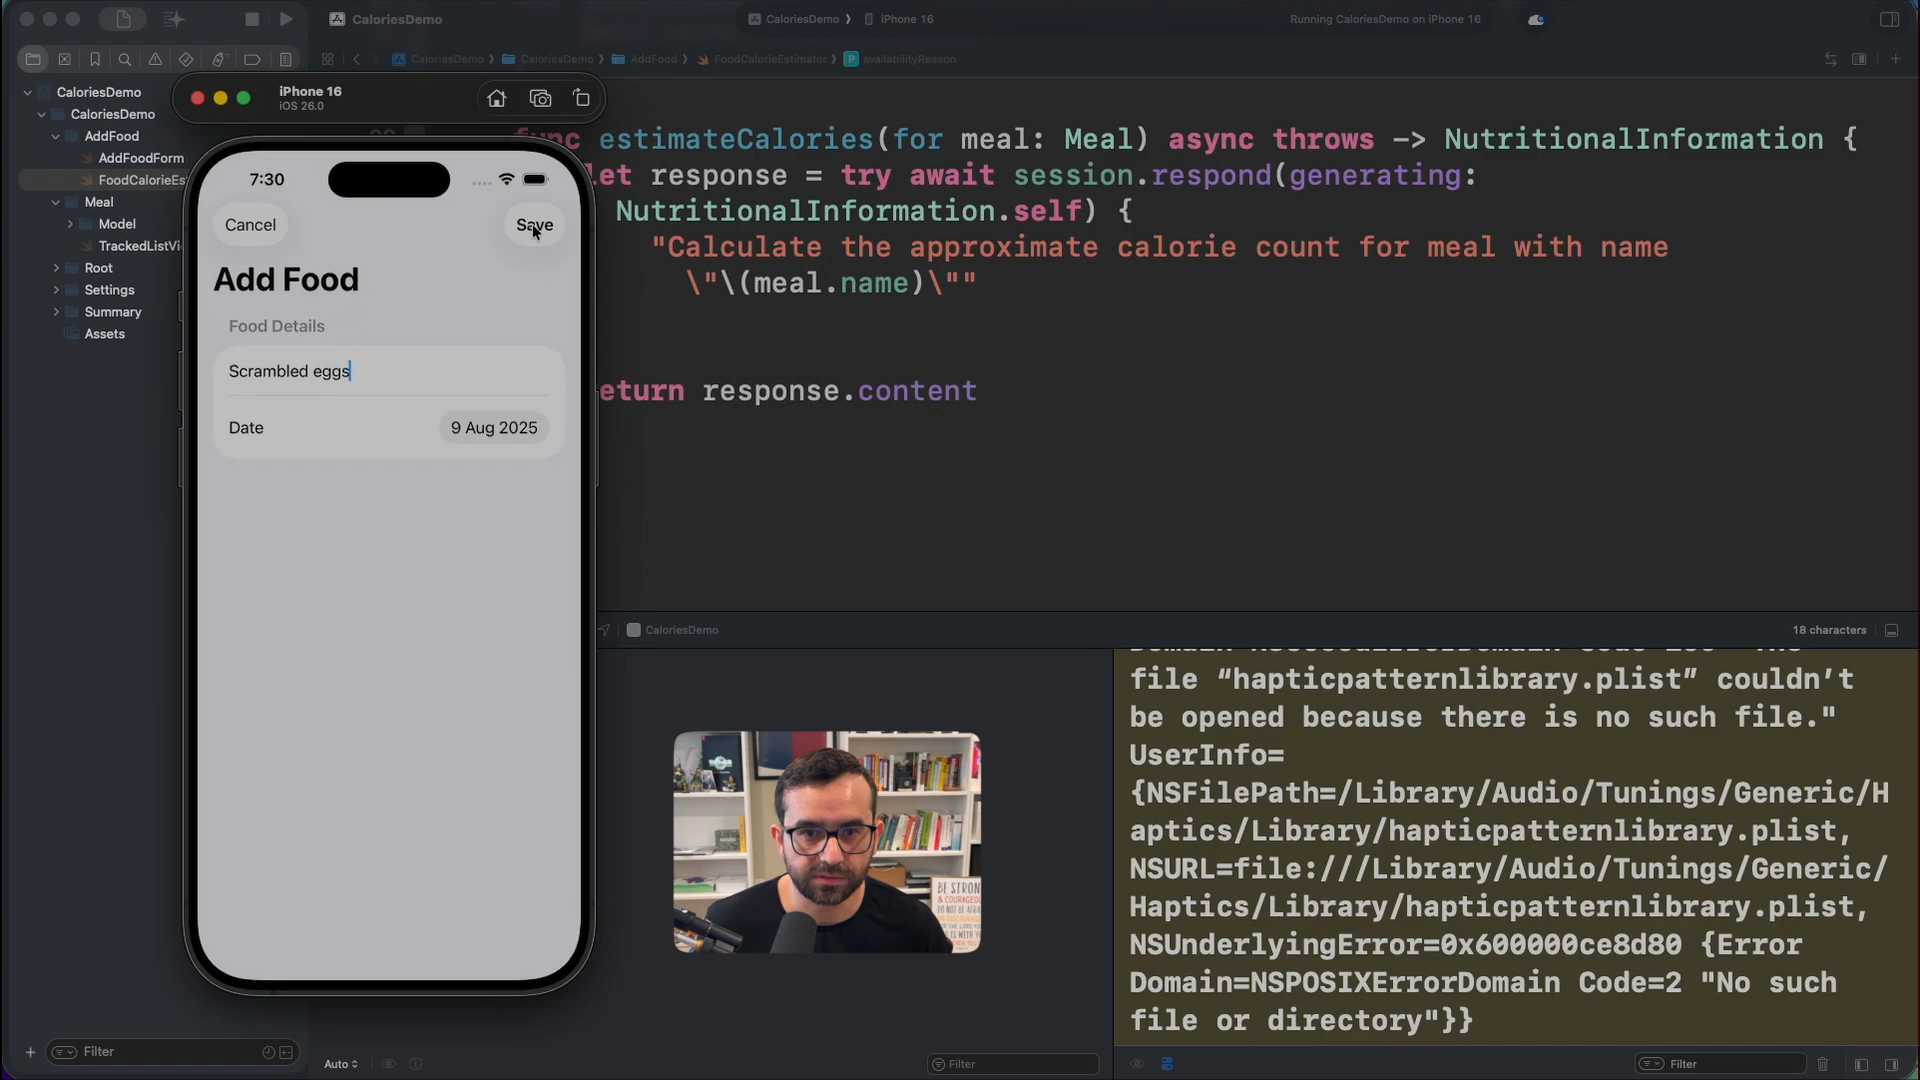 CaloriesDemo
CaloriesDemo
iPhone 16
Running CaloriesDemo on iPhone 16
CaloriesDemo
CaloriesDemo
AddFood
FoodCalorieEstimator
availabilityReason
CaloriesDemo
CaloriesDemo
AddFood
AddFoodForm
FoodCalorieEs
Meal
Model
TrackedListVi
Root
Settings
Summary
Assets
iPhone 16
iOS 26.0
7:30
Cancel
Save
Add Food
Food Details
Scrambled eggs
Date
9 Aug 2025
func estimateCalories(for meal: Meal) async throws -> NutritionalInformation {
let response = try await session.respond(generating:
NutritionalInformation.self) {
"Calculate the approximate calorie count for meal with name
\"\(meal.name)\""
eturn response.content
CaloriesDemo
18 characters
file “hapticpatternlibrary.plist” couldn’t
be opened because there is no such file."
UserInfo=
{NSFilePath=/Library/Audio/Tunings/Generic/H
aptics/Library/hapticpatternlibrary.plist,
NSURL=file:///Library/Audio/Tunings/Generic/
Haptics/Library/hapticpatternlibrary.plist,
NSUnderlyingError=0x600000ce8d80 {Error
Domain=NSPOSIXErrorDomain Code=2 "No such
file or directory"}}
BE STRONG
& COURAGEOUS
Filter
Auto
Filter
Filter